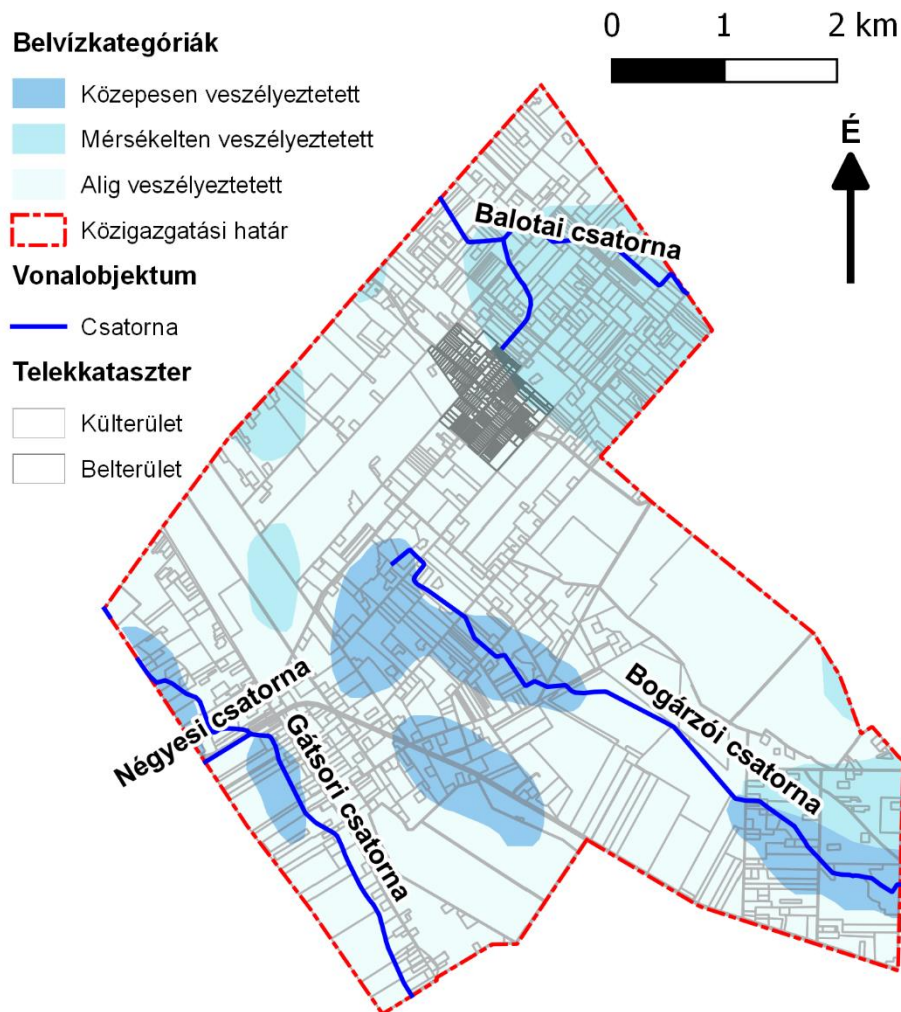 Belvízkategóriák
Közepesen veszélyeztetett
Mérsékelten veszélyeztetett
Alig veszélyeztetett
Közigazgatási határ
Vonalobjektum
Csatorna
Telekkataszter
Külterület
Belterület
0 1 2 km
É
Balotai csatorna
Négyesi csatorna
Gátsori csatorna
Bogárzói csatorna